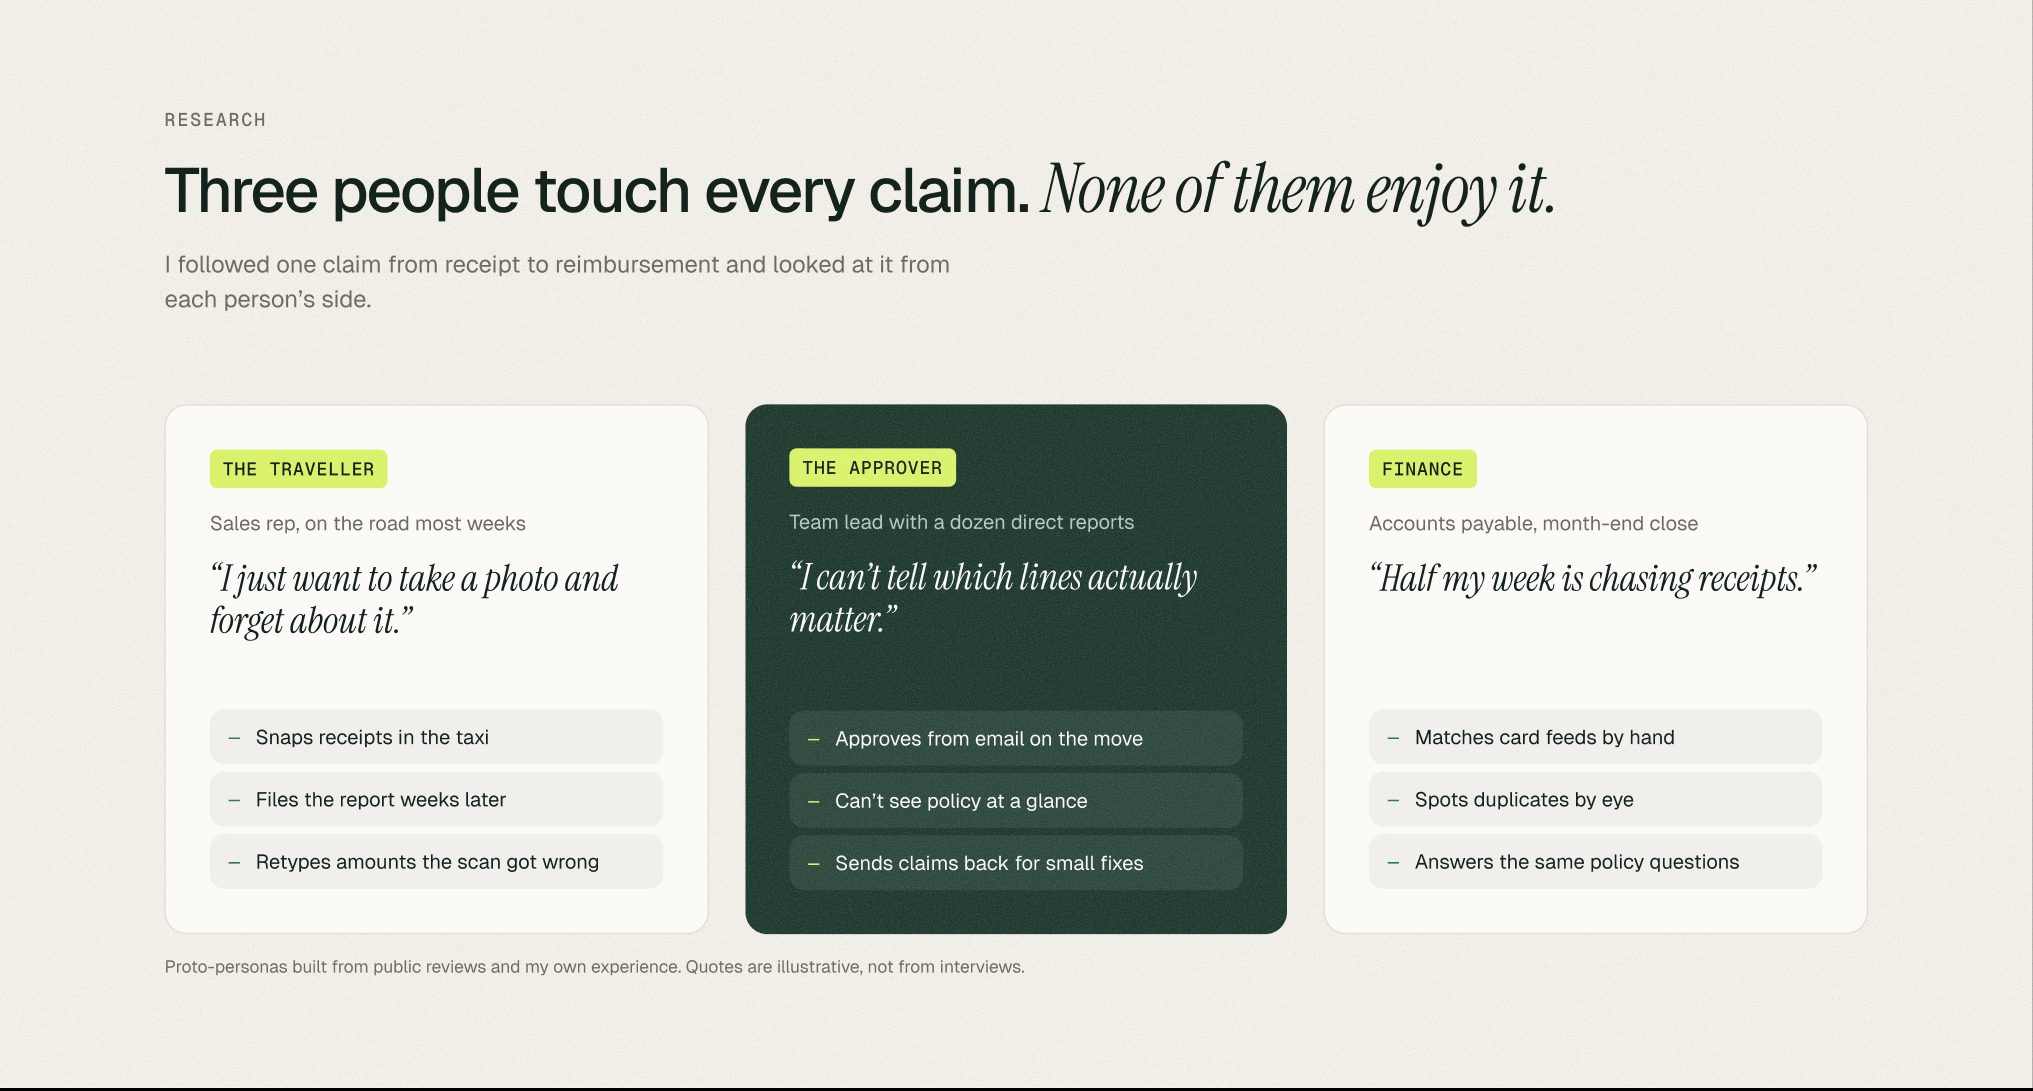 RESEARCH
Three people touch every claim. None of them enjoy it.
I followed one claim from receipt to reimbursement and looked at it from
each person’s side.
THE TRAVELLER
Sales rep, on the road most weeks
“I just want to take a photo and
forget about it.”
– Snaps receipts in the taxi
– Files the report weeks later
– Retypes amounts the scan got wrong
THE APPROVER
Team lead with a dozen direct reports
“I can’t tell which lines actually
matter.”
– Approves from email on the move
– Can’t see policy at a glance
– Sends claims back for small fixes
FINANCE
Accounts payable, month-end close
“Half my week is chasing receipts.”
– Matches card feeds by hand
– Spots duplicates by eye
– Answers the same policy questions
Proto-personas built from public reviews and my own experience. Quotes are illustrative, not from interviews.